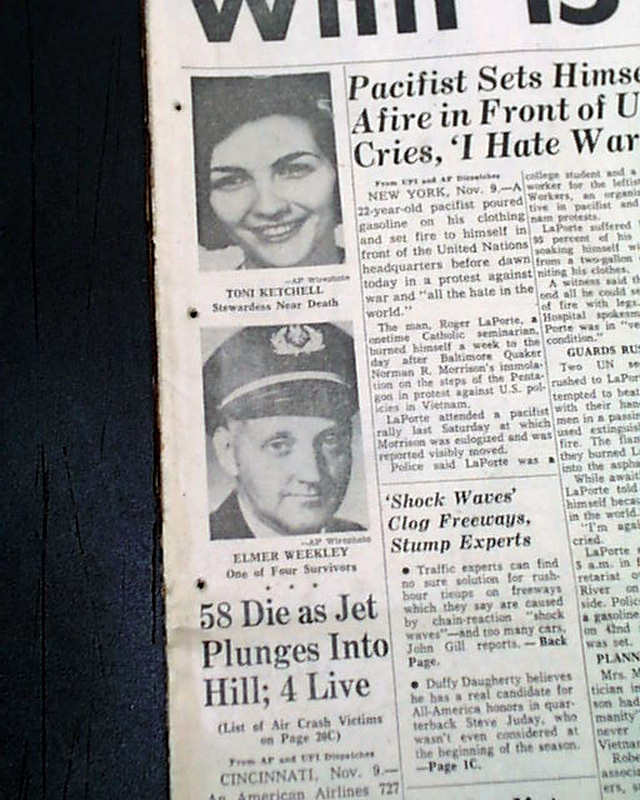 Pacifist Sets Himse
Afire in Front of U
Cries, 'I Hate War
—AP Wirephoto
TONI KETCHELL
Stewardess Near Death
—AP Wirephoto
ELMER WEEKLEY
One of Four Survivors
58 Die as Jet
Plunges Into
Hill; 4 Live
(List of Air Crash Victims
on Page 20C)
From AP and UPI Dispatches
CINCINNATI, Nov. 9.—
An American Airlines 727
From UPI and AP Dispatches
NEW YORK, Nov. 9.—A
22-year-old pacifist poured
gasoline on his clothing
and set fire to himself in
front of the United Nations
headquarters before dawn
today in a protest against
war and "all the hate in the
world."
The man, Roger LaPorte, a
onetime Catholic seminarian,
burned himself a week to the
day after Baltimore Quaker
Norman R. Morrison's immola-
tion on the steps of the Penta-
gon in protest against U.S. pol-
icies in Vietnam.
LaPorte attended a pacifist
rally last Saturday at which
Morrison was eulogized and was
reported visibly moved.
Police said LaPorte was a
college student and a
worker for the leftist
Workers, an organiz
tive in pacifist and
nam protests.
LaPorte suffered
95 percent of his
soaking himself
from a two-gallon
niting his clothes.
A witness said th
end all he could se
of fire with legs
Hospital spokesm
Porte was in "
condition."
GUARDS RUS
Two UN se
rushed to LaPor
tempted to beat
with their han
men in a passin
used extinguish
fire. The flam
they burned L
into the aspha
While await
LaPorte told
himself becau
in the world.
"I'm aga
cried.
LaPorte
5 a.m. in f
retariat
River on
side. Polic
a gasoline
on 42nd
was set.
PLANN
Mrs. M
tician
son had
manity"
never
Vietnam
Robe
associa
ers,
'Shock Waves'
Clog Freeways,
Stump Experts
● Traffic experts can find
no sure solution for rush-
hour tieups on freeways
which they say are caused
by chain-reaction "shock
waves"—and too many cars,
John Gill reports. — Back
Page.
● Duffy Daugherty believes
he has a real candidate for
All-America honors in quar-
terback Steve Juday, who
wasn't even considered at
the beginning of the season.
—Page 1C.